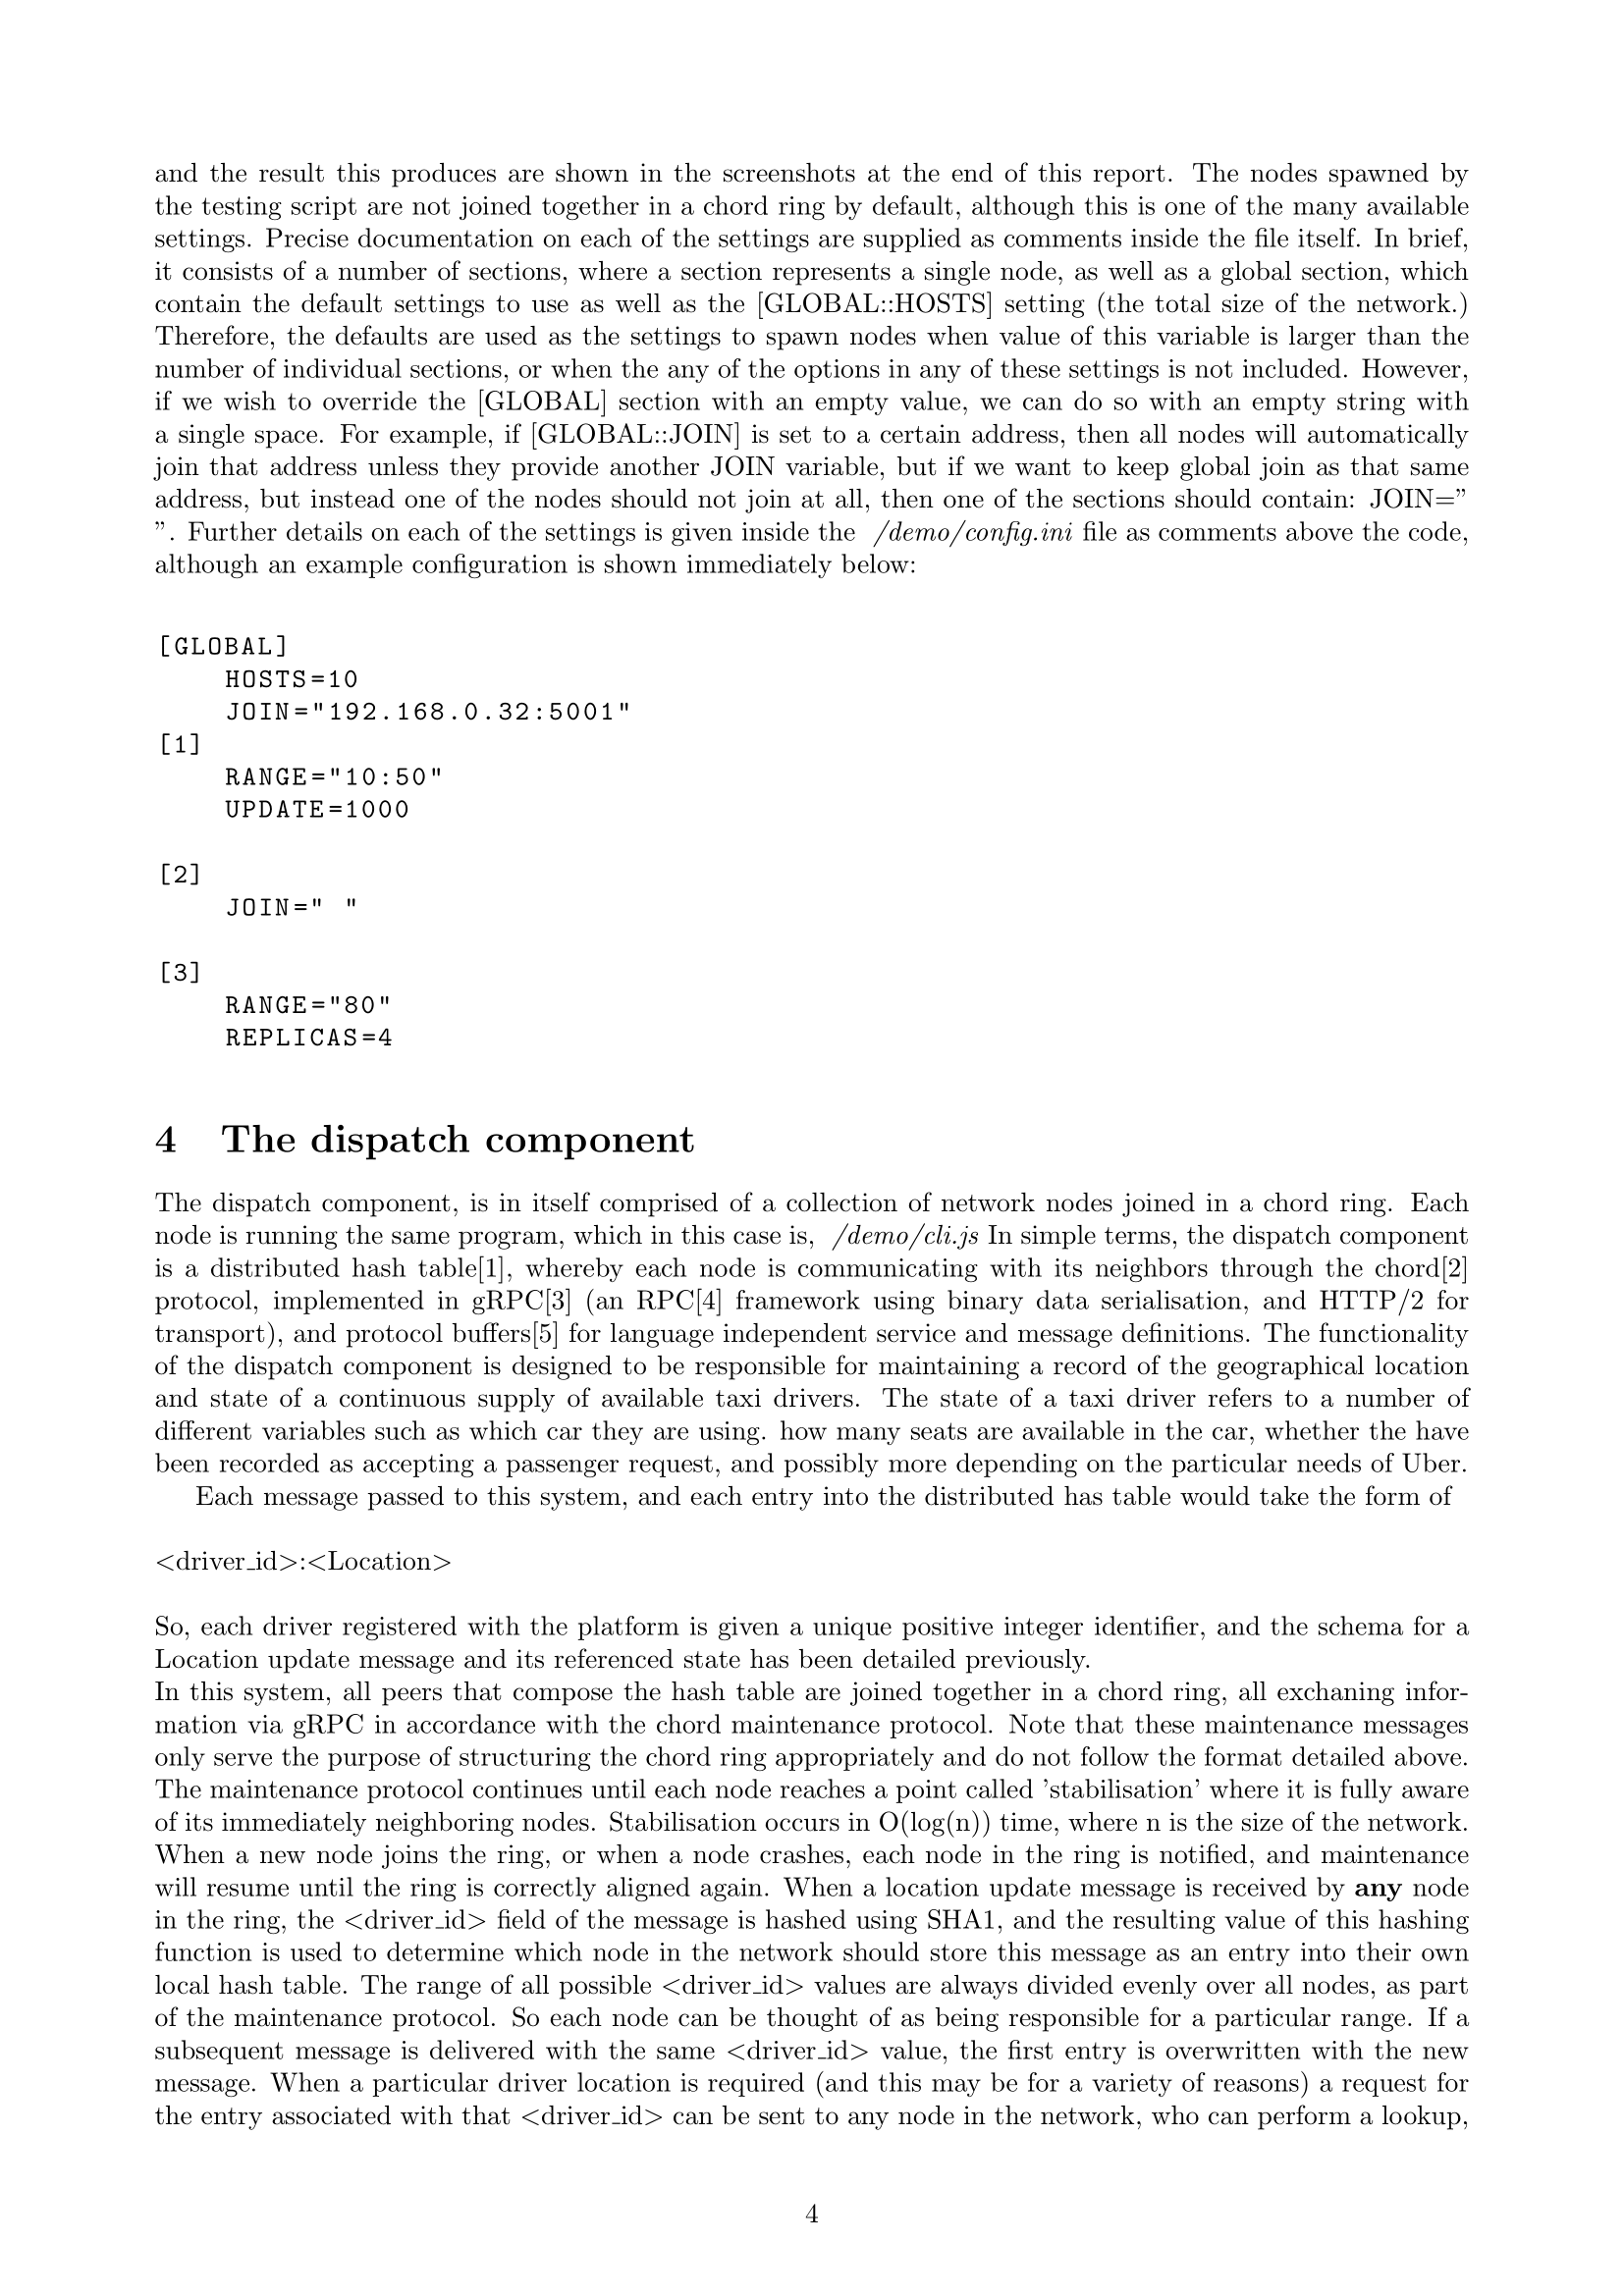 and the result this produces are shown in the screenshots at the end of this report. The nodes spawned by
the testing script are not joined together in a chord ring by default, although this is one of the many available
settings. Precise documentation on each of the settings are supplied as comments inside the file itself. In brief,
it consists of a number of sections, where a section represents a single node, as well as a global section, which
contain the default settings to use as well as the [GLOBAL::HOSTS] setting (the total size of the network.)
Therefore, the defaults are used as the settings to spawn nodes when value of this variable is larger than the
number of individual sections, or when the any of the options in any of these settings is not included. However,
if we wish to override the [GLOBAL] section with an empty value, we can do so with an empty string with
a single space. For example, if [GLOBAL::JOIN] is set to a certain address, then all nodes will automatically
join that address unless they provide another JOIN variable, but if we want to keep global join as that same
address, but instead one of the nodes should not join at all, then one of the sections should contain: JOIN=”
”. Further details on each of the settings is given inside the /demo/config.ini file as comments above the code,
although an example configuration is shown immediately below:
[GLOBAL]
HOSTS=10
JOIN="192.168.0.32:5001"
[1]
RANGE="10:50"
UPDATE=1000
[2]
JOIN=" "
[3]
RANGE="80"
REPLICAS=4
4 The dispatch component
The dispatch component, is in itself comprised of a collection of network nodes joined in a chord ring. Each
node is running the same program, which in this case is, /demo/cli.js In simple terms, the dispatch component
is a distributed hash table[1], whereby each node is communicating with its neighbors through the chord[2]
protocol, implemented in gRPC[3] (an RPC[4] framework using binary data serialisation, and HTTP/2 for
transport), and protocol buffers[5] for language independent service and message definitions. The functionality
of the dispatch component is designed to be responsible for maintaining a record of the geographical location
and state of a continuous supply of available taxi drivers. The state of a taxi driver refers to a number of
different variables such as which car they are using. how many seats are available in the car, whether the have
been recorded as accepting a passenger request, and possibly more depending on the particular needs of Uber.
Each message passed to this system, and each entry into the distributed has table would take the form of
<driver_id>:<Location>
So, each driver registered with the platform is given a unique positive integer identifier, and the schema for a
Location update message and its referenced state has been detailed previously.
In this system, all peers that compose the hash table are joined together in a chord ring, all exchaning infor-
mation via gRPC in accordance with the chord maintenance protocol. Note that these maintenance messages
only serve the purpose of structuring the chord ring appropriately and do not follow the format detailed above.
The maintenance protocol continues until each node reaches a point called ’stabilisation’ where it is fully aware
of its immediately neighboring nodes. Stabilisation occurs in O(log(n)) time, where n is the size of the network.
When a new node joins the ring, or when a node crashes, each node in the ring is notified, and maintenance
will resume until the ring is correctly aligned again. When a location update message is received by any node
in the ring, the <driver_id> field of the message is hashed using SHA1, and the resulting value of this hashing
function is used to determine which node in the network should store this message as an entry into their own
local hash table. The range of all possible <driver_id> values are always divided evenly over all nodes, as part
of the maintenance protocol. So each node can be thought of as being responsible for a particular range. If a
subsequent message is delivered with the same <driver_id> value, the first entry is overwritten with the new
message. When a particular driver location is required (and this may be for a variety of reasons) a request for
the entry associated with that <driver_id> can be sent to any node in the network, who can perform a lookup,
4